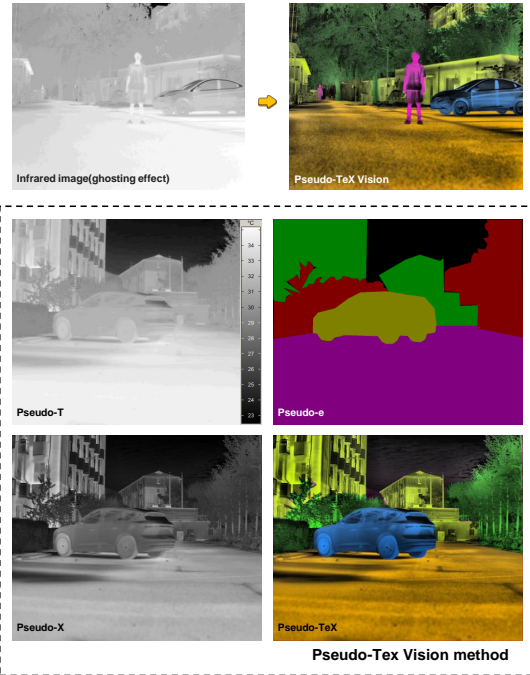 Infrared image(ghosting effect)
Pseudo-TeX Vision
°C
34
33
32
31
30
29
28
27
26
25
24
23
Pseudo-T
Pseudo-e
Pseudo-X
Pseudo-TeX
Pseudo-Tex Vision method